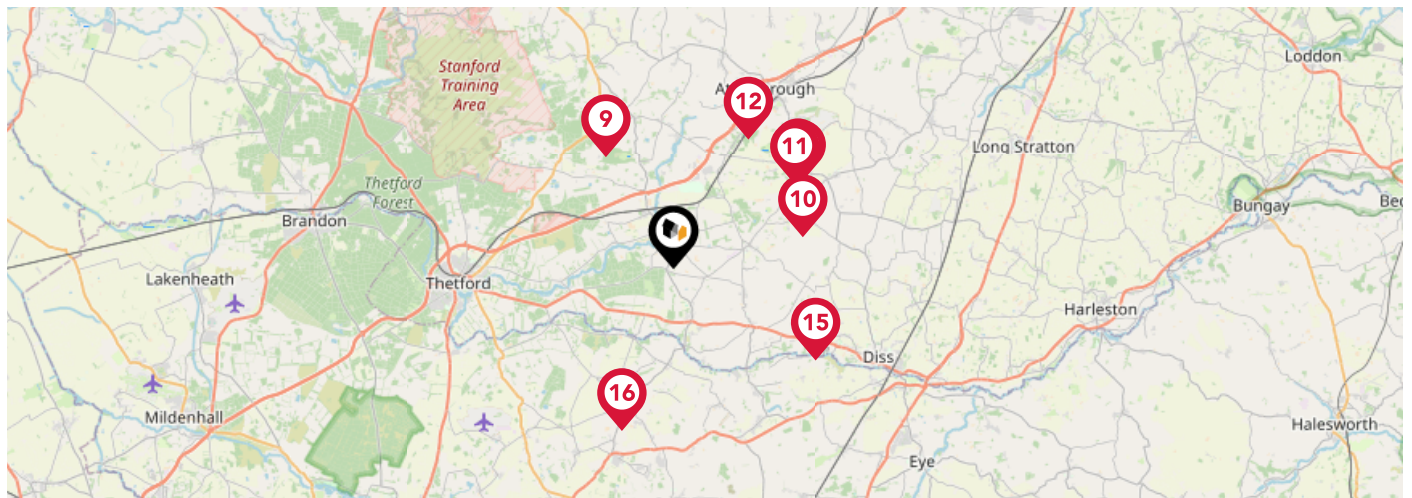 Loddon
Stanford
Training
Area
12
9
11
Long Stratton
Thetford
Forest
10
Brandon
Bungay
Lakenheath
Thetford
Harleston
15
Diss
16
Mildenhall
Halesworth
Eye